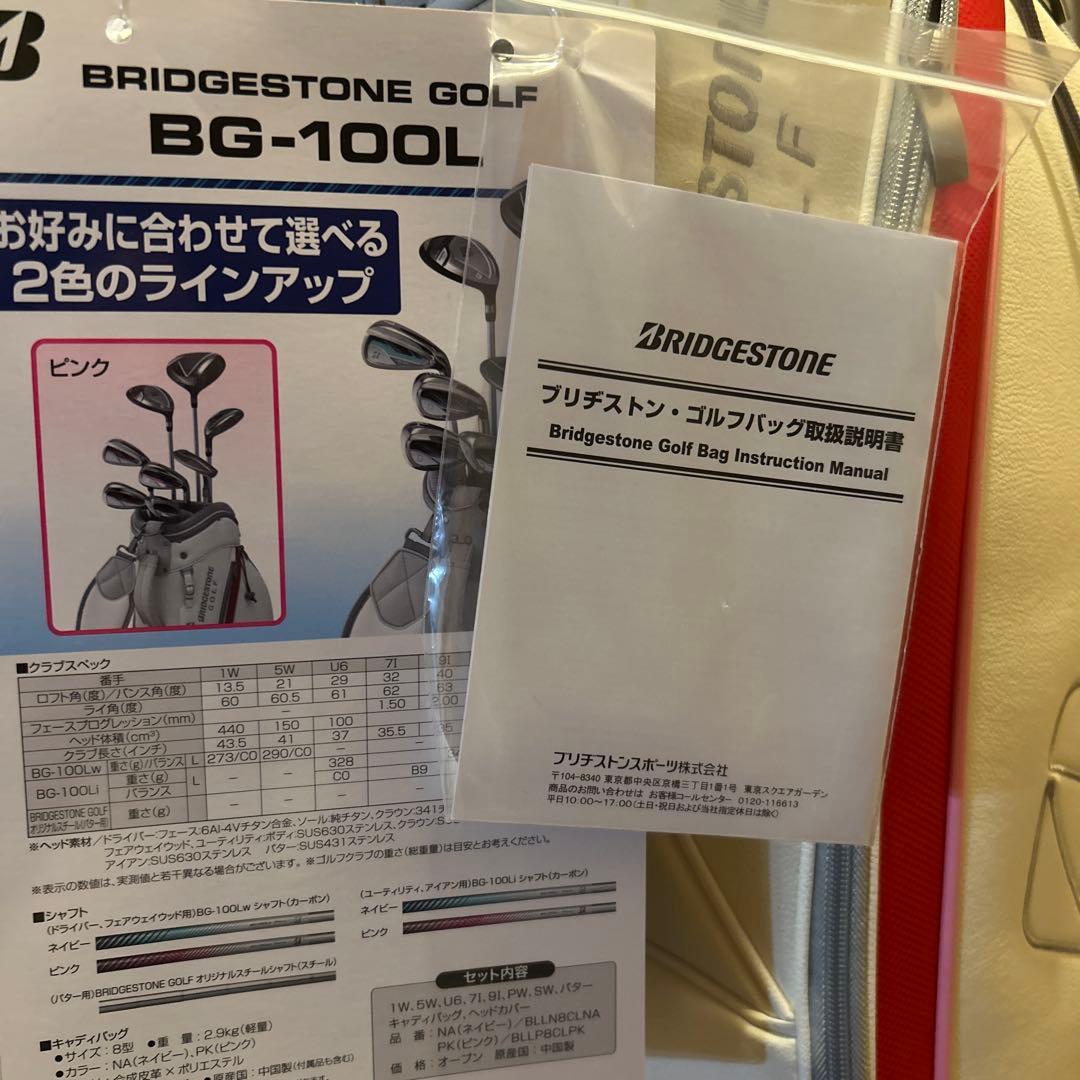 BRIDGESTONE GOLF
BG-100L
お好みに合わせて選べる
2色のラインアップ
ピンク
BRIDGESTONE
GOLF
3.0
■クラブスペック
番手 1W 5W U6 7I 9I
ロフト角(度)/バンス角(度) 13.5 21 29 32 40
ライ角(度) 60 60.5 61 62 63
フェースプログレッション(mm) － 1.50 2.00
ヘッド体積(cm³) 440 150 100
クラブ長さ(インチ) 43.5 41 37 35.5 35
BG-100Lw 重さ(g)/バランス L 273/C0 290/C0 － －
BG-100Li 重さ(g) L － － 328
バランス C0 B9
BRIDGESTONE GOLF オリジナルスチール(パター用) 重さ(g) － － － －
※ヘッド素材/ドライバー:フェース:6Al-4Vチタン合金、ソール:純チタン、クラウン:341チ
フェアウェイウッド、ユーティリティ:ボディ:SUS630ステンレス、クラウン:
アイアン:SUS630ステンレス パター:SUS431ステンレス
※表示の数値は、実測値と若干異なる場合がございます。※ゴルフクラブの重さ(総重量)は目安とお考えください。
■シャフト
(ドライバー、フェアウェイウッド用)BG-100Lw シャフト(カーボン)
ネイビー
ピンク
(ユーティリティ、アイアン用)BG-100Li シャフト(カーボン)
ネイビー
ピンク
(パター用)BRIDGESTONE GOLF オリジナルスチールシャフト(スチール)
■キャディバッグ
●サイズ:8型 ●重量:2.9kg(軽量)
●カラー:NA(ネイビー)、PK(ピンク)
合成皮革×ポリエステル
●原産国:中国製(付属品も含む)
セット内容
1W、5W、U6、7I、9I、PW、SW、パター
キャディバッグ、ヘッドカバー
品番:NA(ネイビー)/BLLN8CLNA
PK(ピンク)/BLLP8CLPK
価格:オープン 原産国:中国製
BRIDGESTONE
ブリヂストン・ゴルフバッグ取扱説明書
Bridgestone Golf Bag Instruction Manual
ブリヂストンスポーツ株式会社
〒104-8340 東京都中央区京橋三丁目1番1号 東京スクエアガーデン
商品のお問い合わせは お客様コールセンター 0120-116613
平日10:00〜17:00(土日・祝日および当社指定休日は除く)
STONE
F